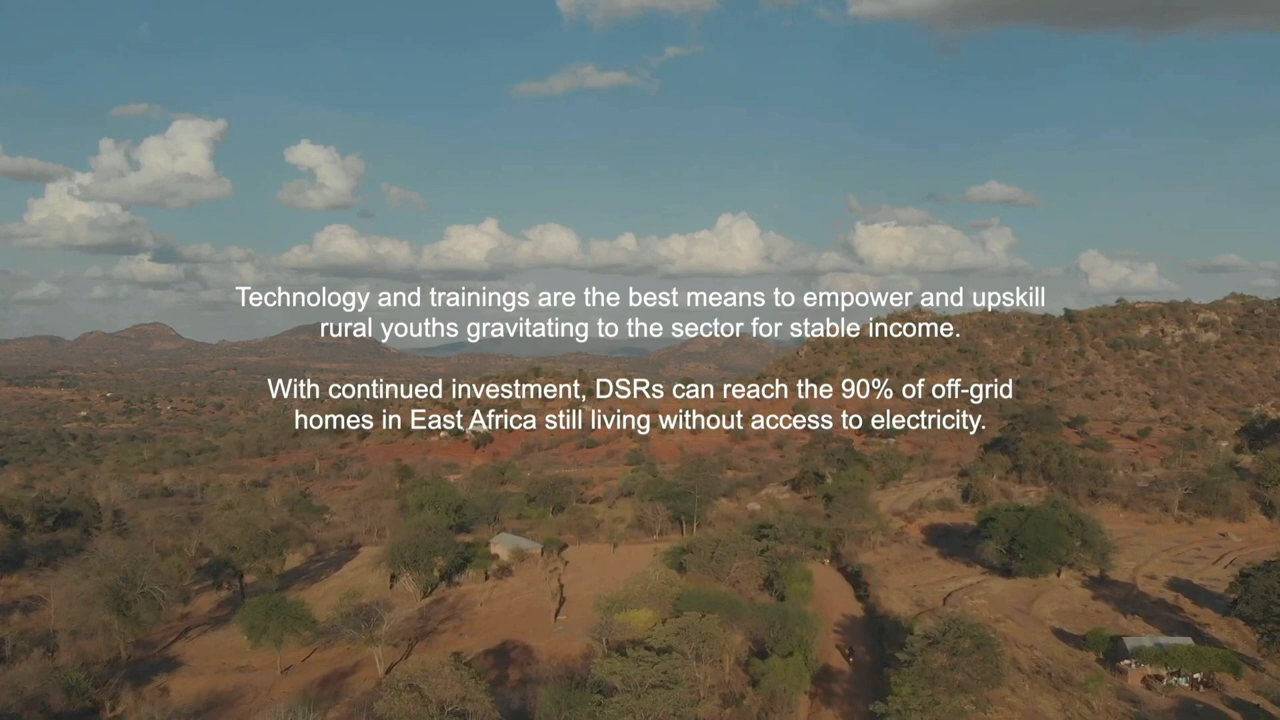 Technology and trainings are the best means to empower and upskill
rural youths gravitating to the sector for stable income.
With continued investment, DSRs can reach the 90% of off-grid
homes in East Africa still living without access to electricity.